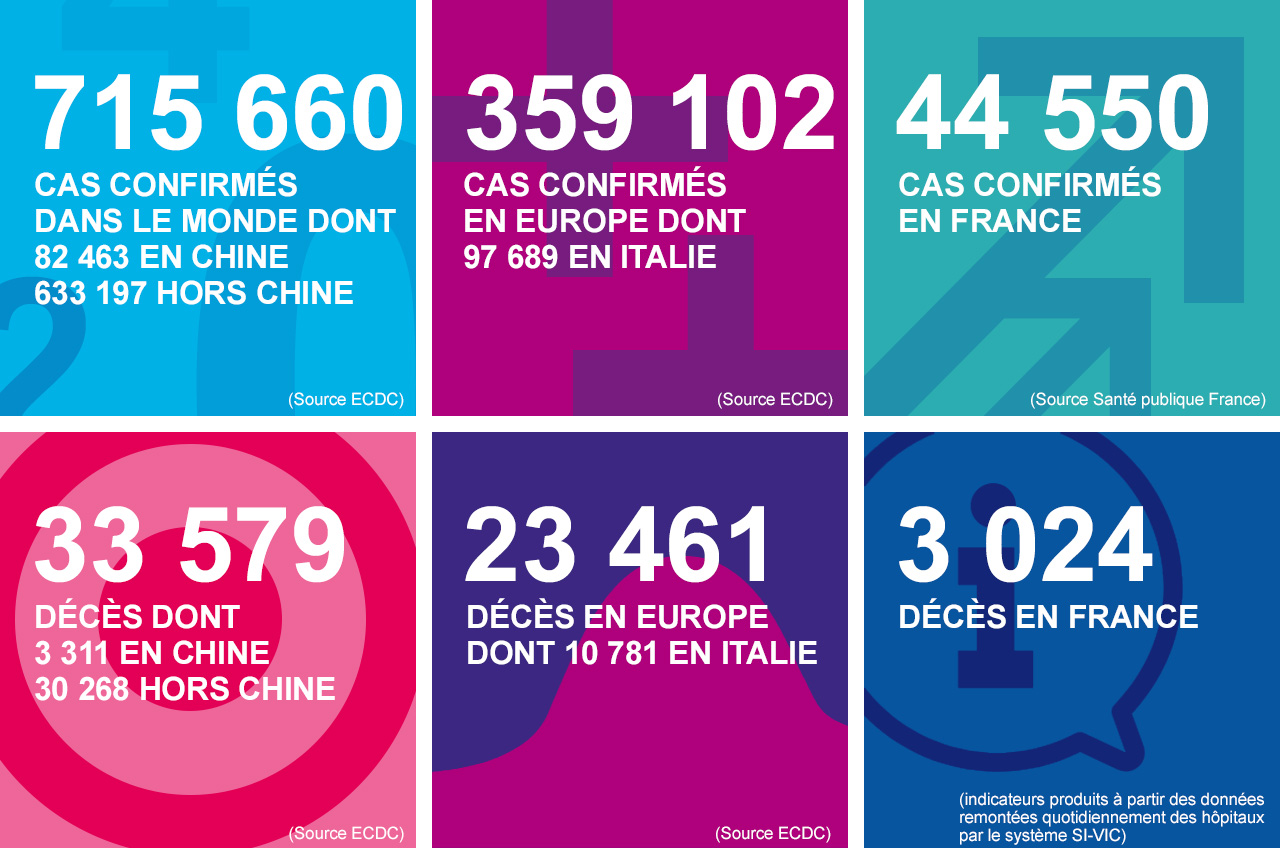 715 660
CAS CONFIRMÉS
DANS LE MONDE DONT
82 463 EN CHINE
633 197 HORS CHINE
(Source ECDC)
359 102
CAS CONFIRMÉS
EN EUROPE DONT
97 689 EN ITALIE
(Source ECDC)
44 550
CAS CONFIRMÉS
EN FRANCE
(Source Santé publique France)
33 579
DÉCÈS DONT
3 311 EN CHINE
30 268 HORS CHINE
(Source ECDC)
23 461
DÉCÈS EN EUROPE
DONT 10 781 EN ITALIE
(Source ECDC)
3 024
DÉCÈS EN FRANCE
(indicateurs produits à partir des données
remontées quotidiennement des hôpitaux
par le système SI-VIC)